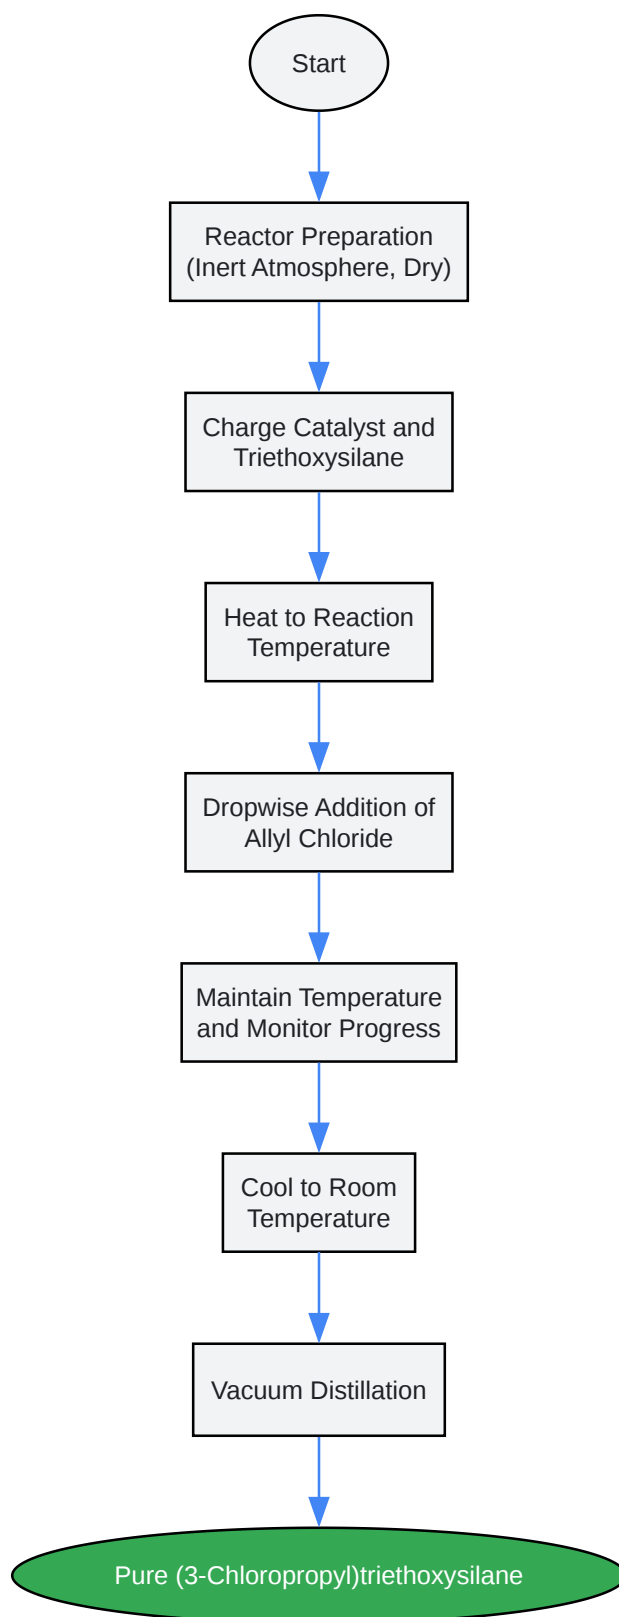 Start
Reactor Preparation
(Inert Atmosphere, Dry)
Charge Catalyst and
Triethoxysilane
Heat to Reaction
Temperature
Dropwise Addition of
Allyl Chloride
Maintain Temperature
and Monitor Progress
Cool to Room
Temperature
Vacuum Distillation
Pure (3-Chloropropyl)triethoxysilane